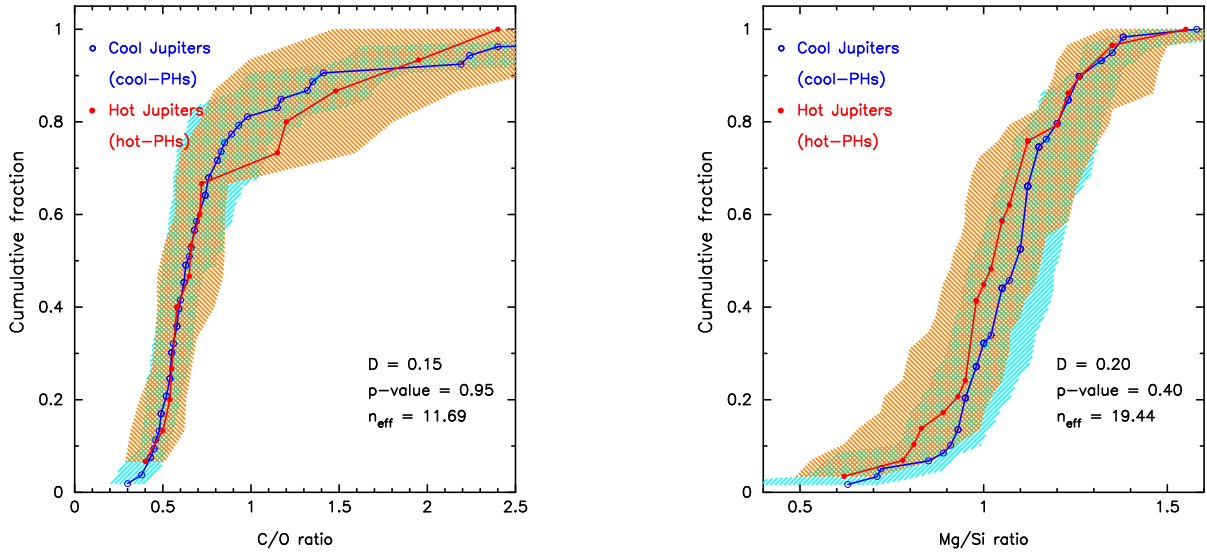 1
0.8
0.6
0.4
0.2
0
Cumulative fraction
Cool Jupiters
(cool−PHs)
Hot Jupiters
(hot−PHs)
D = 0.15
p−value = 0.95
n_eff = 11.69
0 0.5 1 1.5 2 2.5
C/O ratio
1
0.8
0.6
0.4
0.2
0
Cumulative fraction
Cool Jupiters
(cool−PHs)
Hot Jupiters
(hot−PHs)
D = 0.20
p−value = 0.40
n_eff = 19.44
0.5 1 1.5
Mg/Si ratio